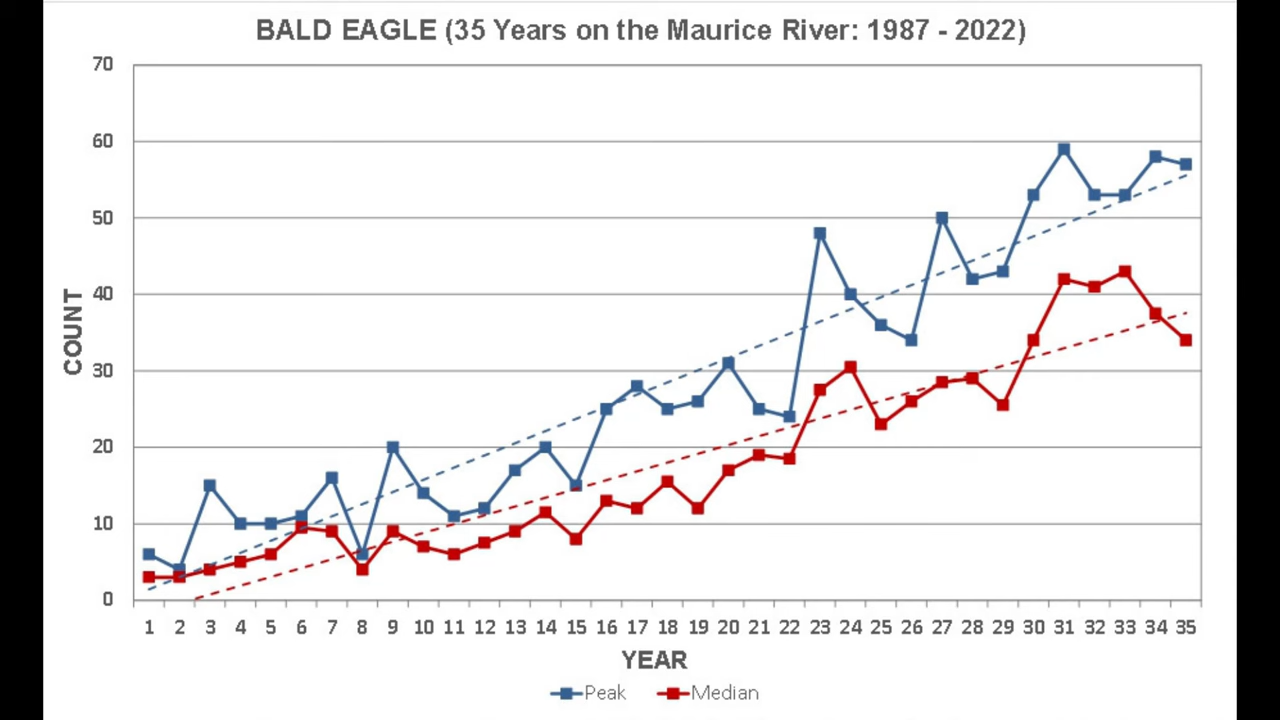 BALD EAGLE (35 Years on the Maurice River: 1987 - 2022)
70
60
50
40
30
20
10
0
COUNT
1 2 3 4 5 6 7 8 9 10 11 12 13 14 15 16 17 18 19 20 21 22 23 24 25 26 27 28 29 30 31 32 33 34 35
YEAR
Peak Median